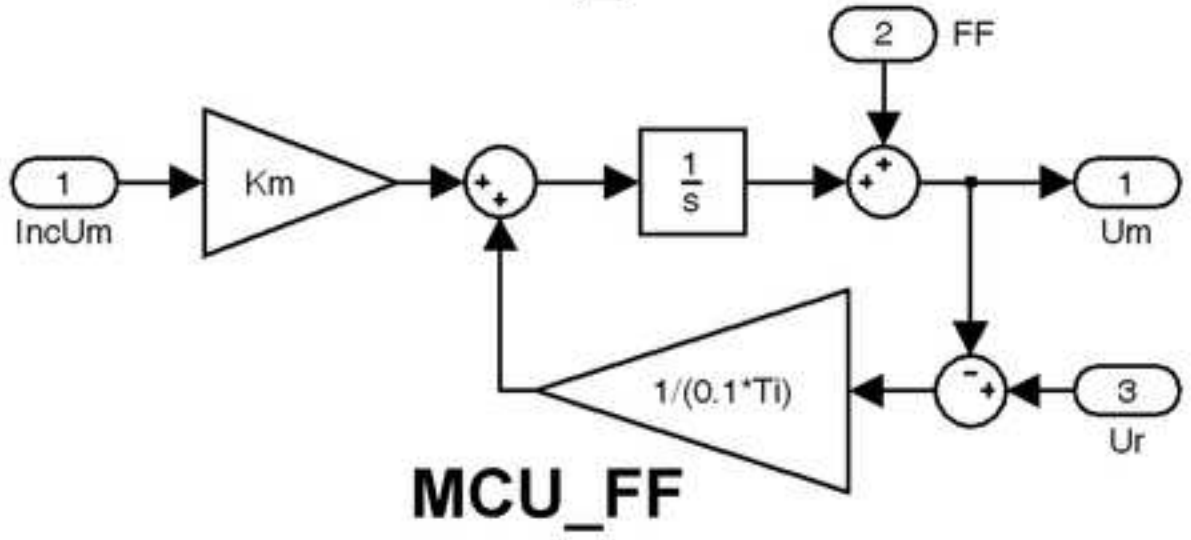 2 FF
1
IncUm
Km
+
+
1
s
+
+
1
Um
1/(0.1*Ti)
-
+
3
Ur
MCU_FF